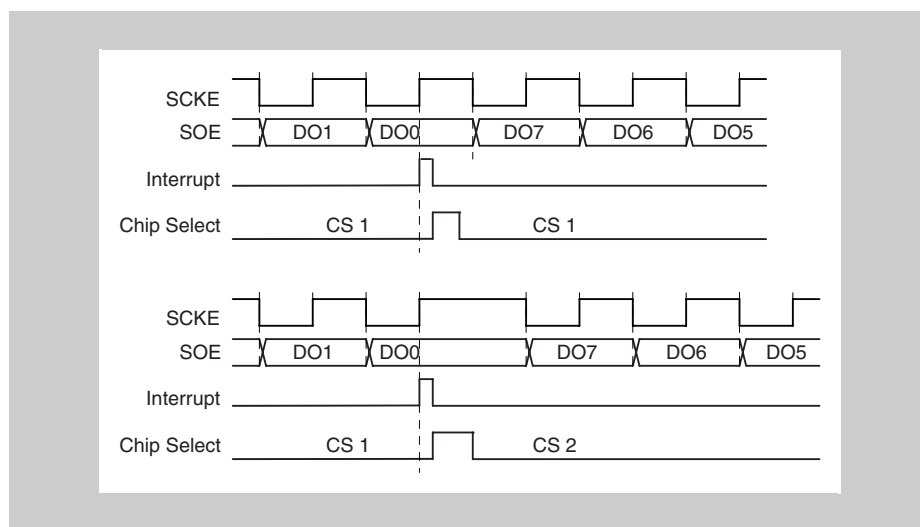 SCKE
SOE DO1 DO0 DO7 DO6 DO5
Interrupt
Chip Select CS 1 CS 1
SCKE
SOE DO1 DO0 DO7 DO6 DO5
Interrupt
Chip Select CS 1 CS 2